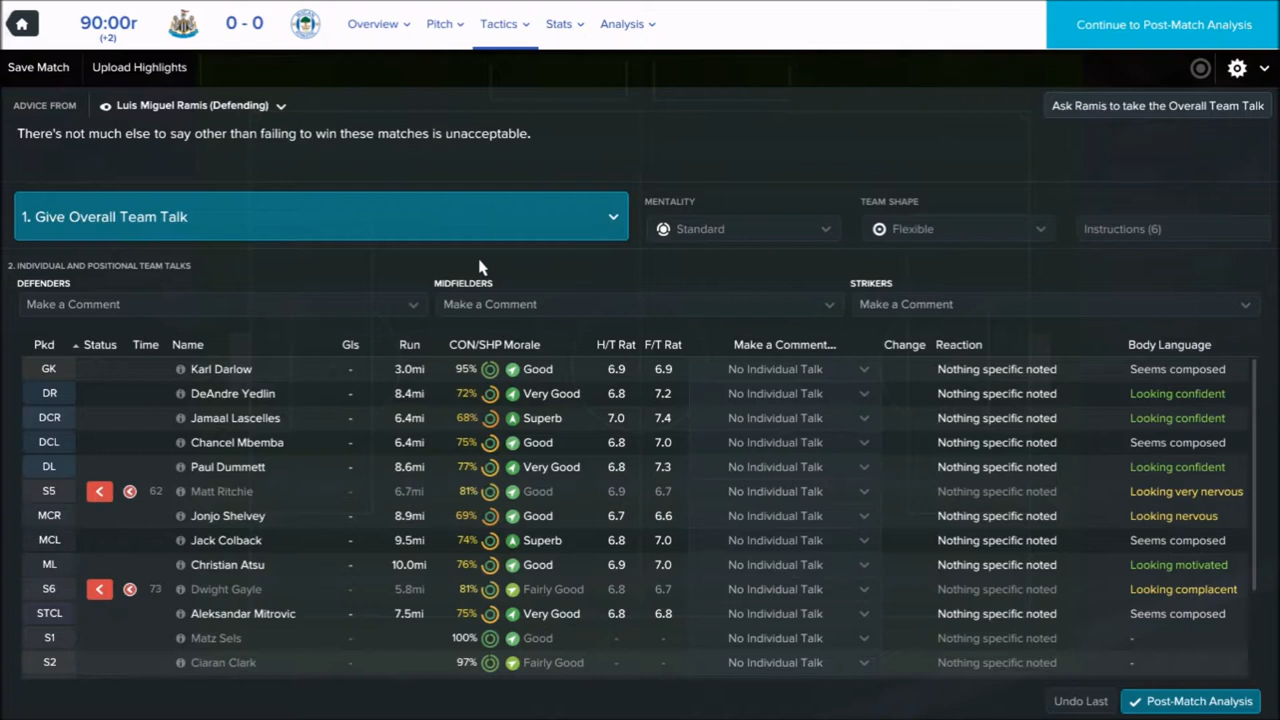 90:00r
(+2)
0 - 0
Overview
Pitch
Tactics
Stats
Analysis
Continue to Post-Match Analysis
Save Match
Upload Highlights
ADVICE FROM
Luis Miguel Ramis (Defending)
Ask Ramis to take the Overall Team Talk
There's not much else to say other than failing to win these matches is unacceptable.
1. Give Overall Team Talk
MENTALITY
Standard
TEAM SHAPE
Flexible
Instructions (6)
2. INDIVIDUAL AND POSITIONAL TEAM TALKS
DEFENDERS
Make a Comment
MIDFIELDERS
Make a Comment
STRIKERS
Make a Comment
Pkd Status Time Name Gls Run CON/SHP Morale H/T Rat F/T Rat Make a Comment... Change Reaction Body Language
GK Karl Darlow - 3.0mi 95% Good 6.9 6.9 No Individual Talk Nothing specific noted Seems composed
DR DeAndre Yedlin - 8.4mi 72% Very Good 6.8 7.2 No Individual Talk Nothing specific noted Looking confident
DCR Jamaal Lascelles - 6.4mi 68% Superb 7.0 7.4 No Individual Talk Nothing specific noted Looking confident
DCL Chancel Mbemba - 6.4mi 75% Good 6.8 7.0 No Individual Talk Nothing specific noted Seems composed
DL Paul Dummett - 8.6mi 77% Very Good 6.8 7.3 No Individual Talk Nothing specific noted Looking confident
S5 62 Matt Ritchie - 6.7mi 81% Good 6.9 6.7 No Individual Talk Nothing specific noted Looking very nervous
MCR Jonjo Shelvey - 8.9mi 69% Good 6.7 6.6 No Individual Talk Nothing specific noted Looking nervous
MCL Jack Colback - 9.5mi 74% Superb 6.8 7.0 No Individual Talk Nothing specific noted Seems composed
ML Christian Atsu - 10.0mi 76% Good 6.9 7.0 No Individual Talk Nothing specific noted Looking motivated
S6 73 Dwight Gayle - 5.8mi 81% Fairly Good 6.8 6.7 No Individual Talk Nothing specific noted Looking complacent
STCL Aleksandar Mitrovic - 7.5mi 75% Very Good 6.8 6.8 No Individual Talk Nothing specific noted Seems composed
S1 Matz Sels 100% Good - - No Individual Talk Nothing specific noted -
S2 Ciaran Clark 97% Fairly Good - - No Individual Talk Nothing specific noted -
Undo Last
Post-Match Analysis